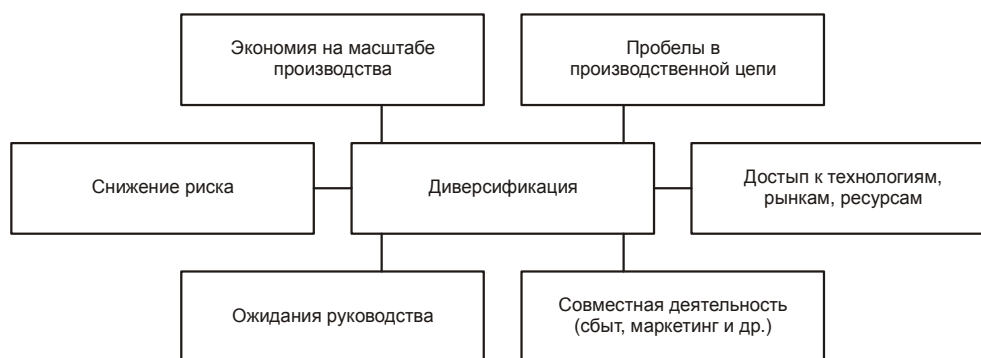 Экономия на масштабе
производства
Пробелы в
производственной цепи
Снижение риска
Диверсификация
Достып к технологиям,
рынкам, ресурсам
Ожидания руководства
Совместная деятельность
(сбыт, маркетинг и др.)